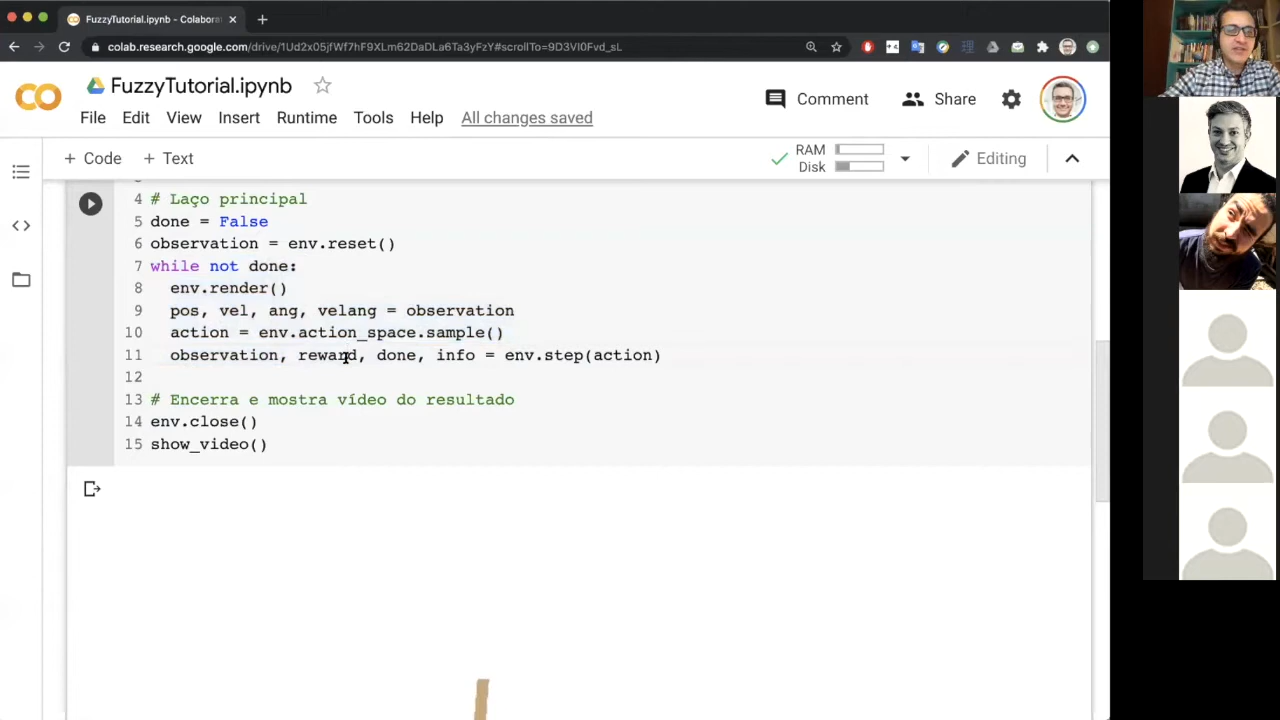 FuzzyTutorial.ipynb - Colabora
colab.research.google.com/drive/1Ud2x05jfWf7hF9XLm62DaDLa6Ta3yFzY#scrollTo=9D3VI0Fvd_sL
FuzzyTutorial.ipynb
Comment
Share
File Edit View Insert Runtime Tools Help All changes saved
+ Code + Text
RAM
Disk
Editing
4 # Laço principal
5 done = False
6 observation = env.reset()
7 while not done:
8 env.render()
9 pos, vel, ang, velang = observation
10 action = env.action_space.sample()
11 observation, reward, done, info = env.step(action)
12
13 # Encerra e mostra vídeo do resultado
14 env.close()
15 show_video()